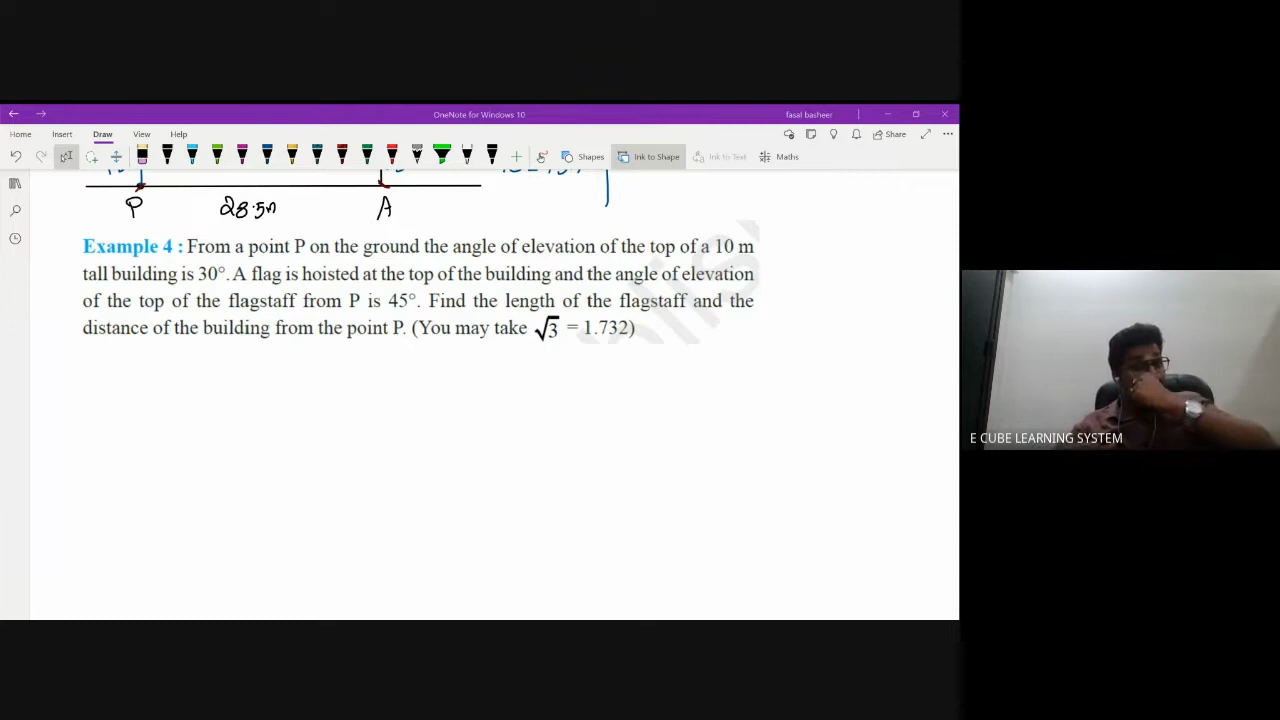 OneNote for Windows 10
fasal basheer
Home Insert Draw View Help
Share
Shapes Ink to Shape Ink to Text Maths
P 28.5m A
Example 4 : From a point P on the ground the angle of elevation of the top of a 10 m
tall building is 30°. A flag is hoisted at the top of the building and the angle of elevation
of the top of the flagstaff from P is 45°. Find the length of the flagstaff and the
distance of the building from the point P. (You may take √3 = 1.732)
E CUBE LEARNING SYSTEM